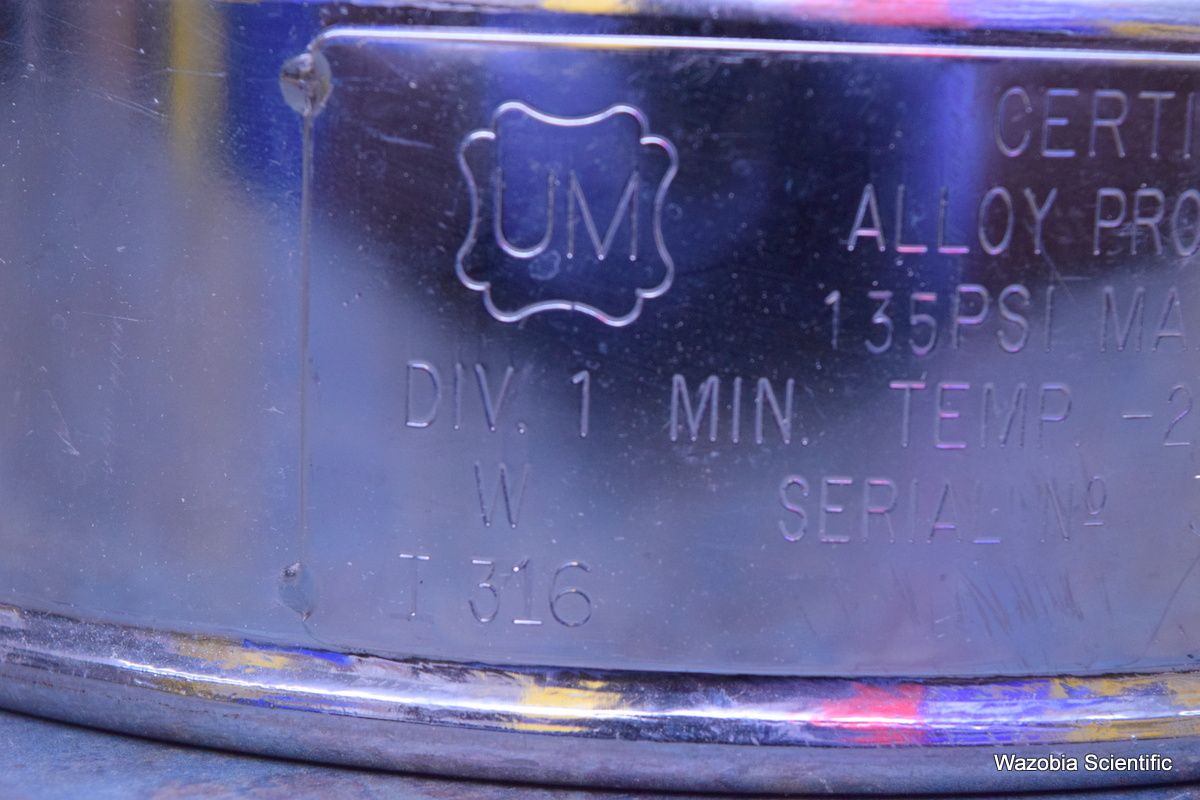 UM
CERTI
ALLOY PRO
135PSI MA
DIV. 1 MIN. TEMP. -2
W SERIAL Nº
I 316
Wazobia Scientific